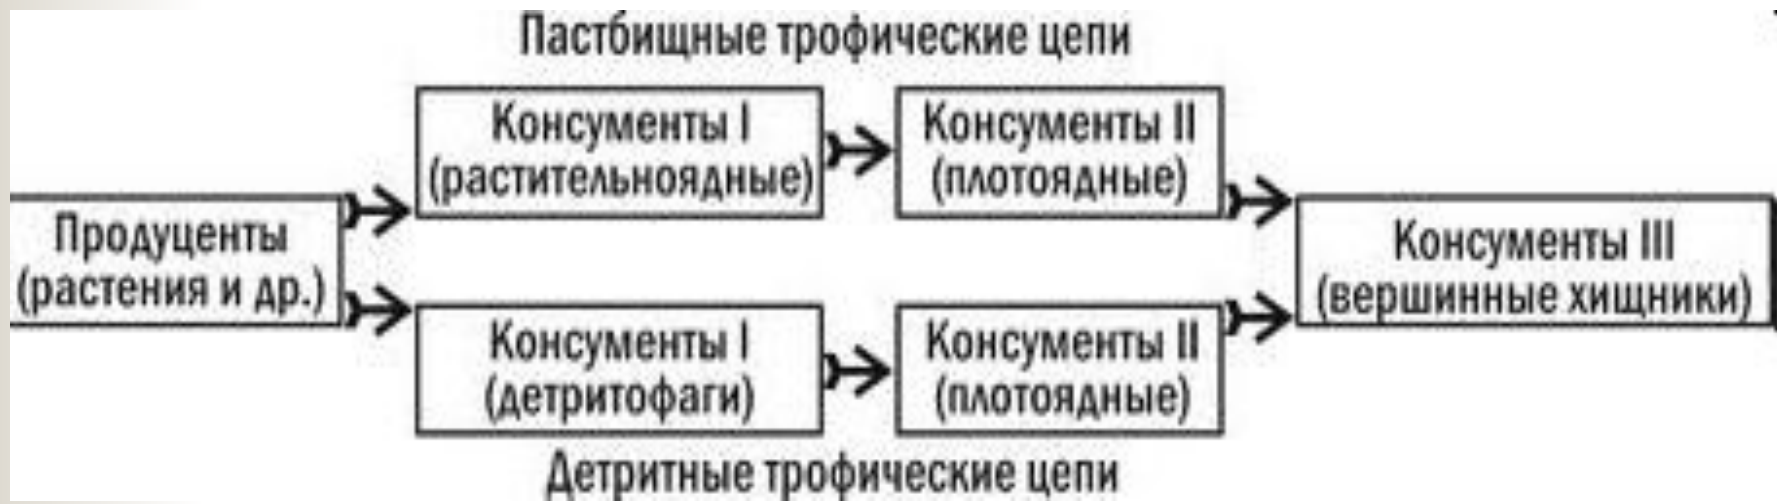 Пастбищные трофические цепи
Консументы I
(растительноядные)
Консументы II
(плотоядные)
Продуценты
(растения и др.)
Консументы III
(вершинные хищники)
Консументы I
(детритофаги)
Консументы II
(плотоядные)
Детритные трофические цепи